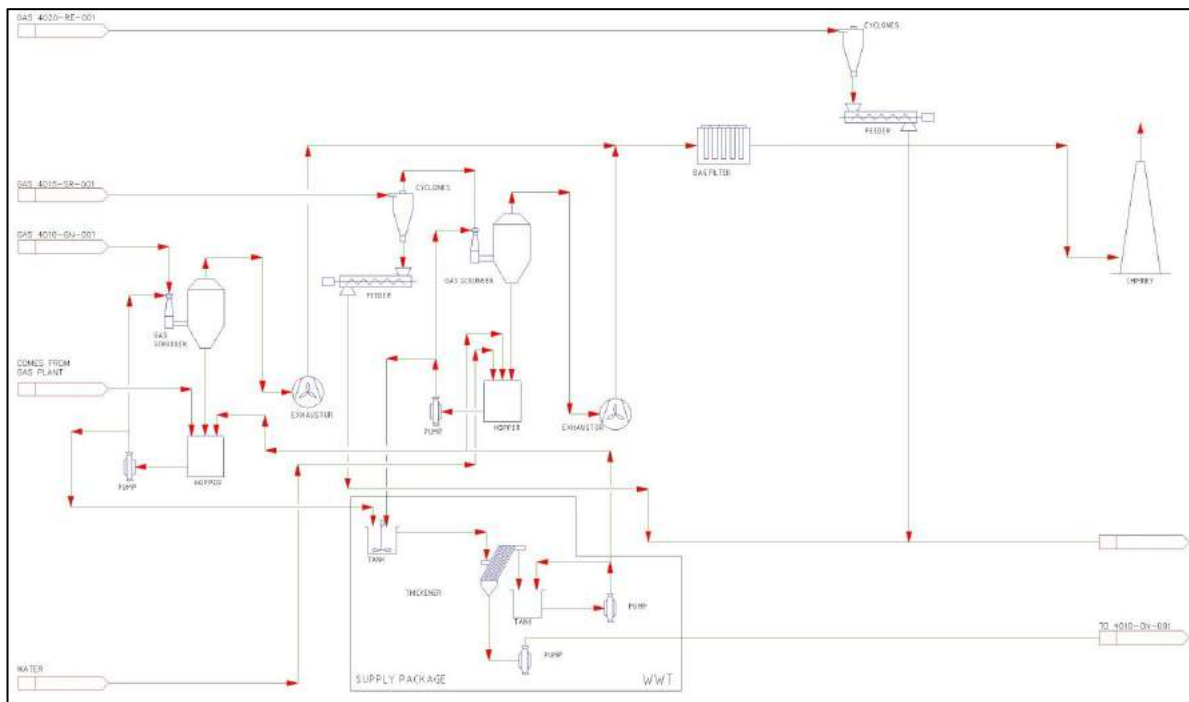 GAS 4020-RE-001
CYCLONES
FEEDER
GAS FILTER
CHIMNEY
GAS 4015-SR-001
CYCLONES
GAS SCRUBBER
FEEDER
GAS 4010-GN-001
GAS
SCRUBBER
COMES FROM
GAS PLANT
EXHAUSTOR
PUMP
HOPPER
EXHAUSTOR
PUMP
HOPPER
TANK
THICKENER
TANK
PUMP
PUMP
TO 4010-GN-001
WATER
SUPPLY PACKAGE
WWT